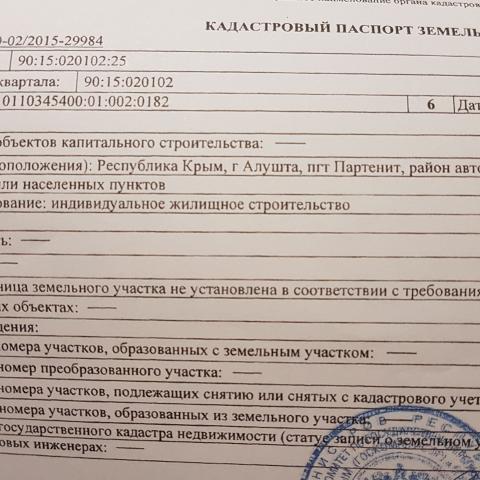 наименование органа кадастров
КАДАСТРОВЫЙ ПАСПОРТ ЗЕМЕЛЬ
0-02/2015-29984
90:15:020102:25
квартала: 90:15:020102
0110345400:01:002:0182 6 Дат
объектов капитального строительства: ——
оположения): Республика Крым, г Алушта, пгт Партенит, район авто
ли населенных пунктов
ование: индивидуальное жилищное строительство
ь: ——
——
ница земельного участка не установлена в соответствии с требования
х объектах: ——
дения:
номера участков, образованных с земельным участком: ——
номер преобразованного участка: ——
номера участков, подлежащих снятию или снятых с кадастрового учет
номера участков, образованных из земельного участка:
государственного кадастра недвижимости (статус записи о земельном у
овых инженерах: ——